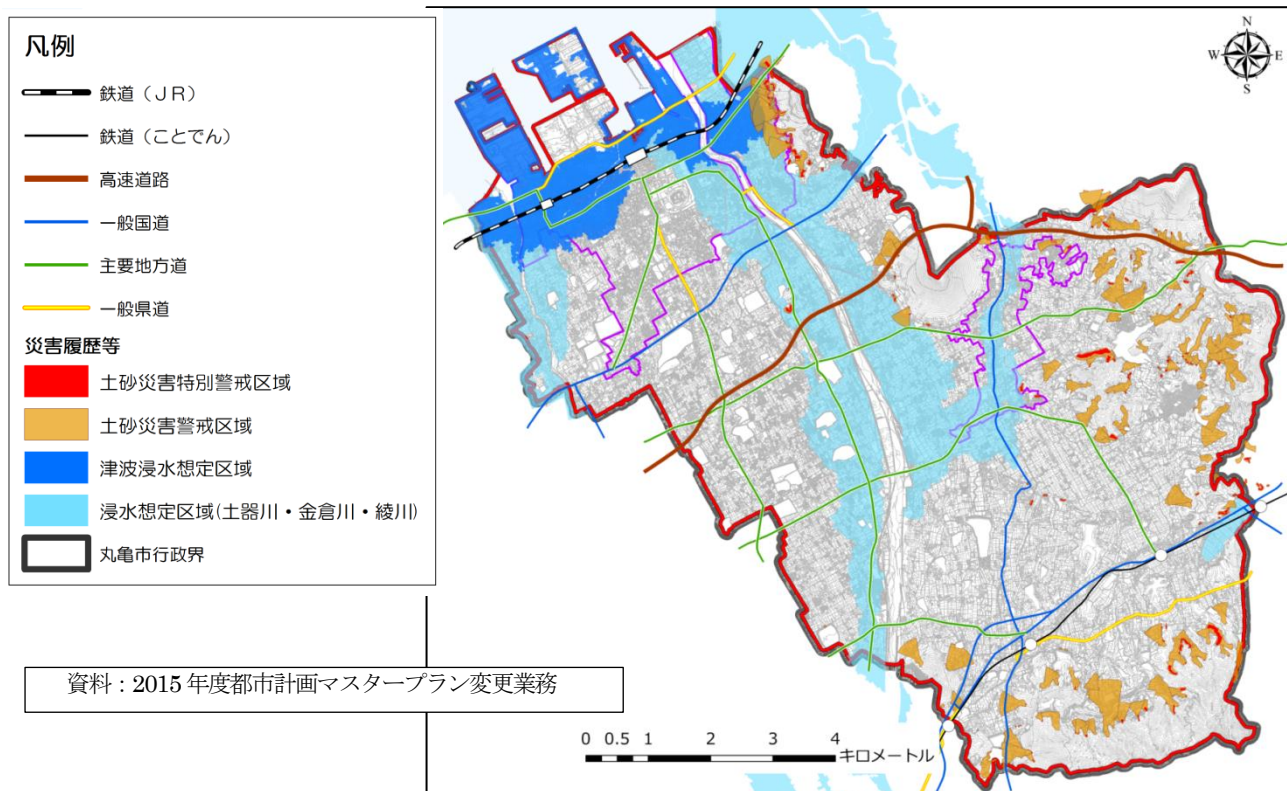 凡例
鉄道（ＪＲ）
鉄道（ことでん）
高速道路
一般国道
主要地方道
一般県道
災害履歴等
土砂災害特別警戒区域
土砂災害警戒区域
津波浸水想定区域
浸水想定区域(土器川・金倉川・綾川)
丸亀市行政界
資料：2015 年度都市計画マスタープラン変更業務
N
W
E
S
0 0.5 1 2 3 4
キロメートル